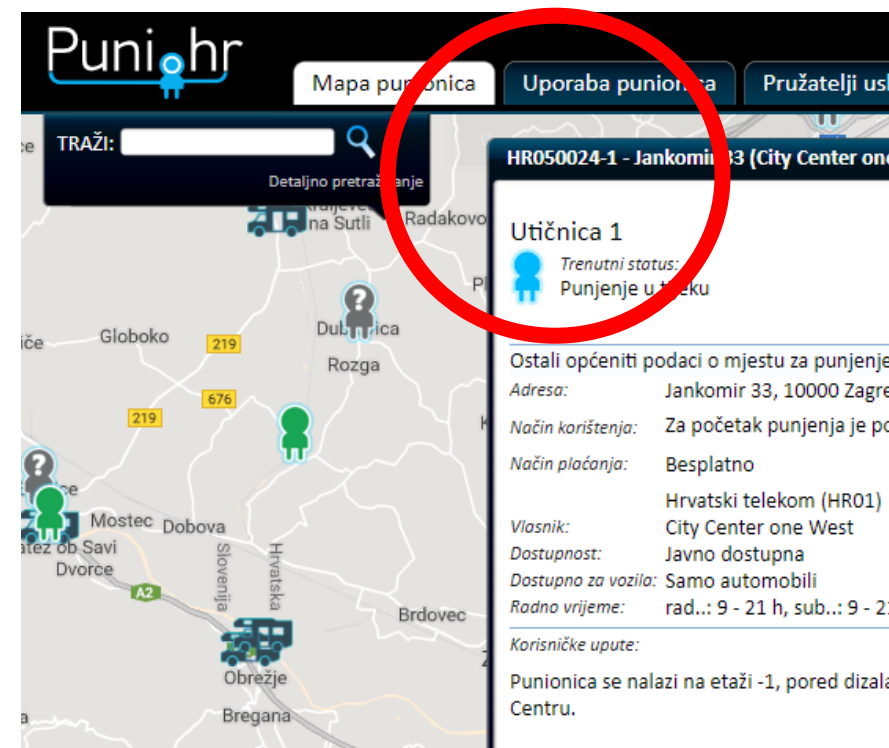 Puni.hr
Mapa punionica
Uporaba punionica
Pružatelji usl
TRAŽI:
Detaljno pretraživanje
HR050024-1 - Jankomir 33 (City Center one
Utičnica 1
Trenutni status:
Punjenje u tijeku
Ostali općeniti podaci o mjestu za punjenje
Adresa: Jankomir 33, 10000 Zagre
Način korištenja: Za početak punjenja je po
Način plaćanja: Besplatno
Hrvatski telekom (HR01)
Vlasnik: City Center one West
Dostupnost: Javno dostupna
Dostupno za vozila: Samo automobili
Radno vrijeme: rad..: 9 - 21 h, sub..: 9 - 21
Korisničke upute:
Punionica se nalazi na etaži -1, pored dizala
Centru.
na Sutli
Radakovo
Globoko
219
Dubravica
Rozga
676
219
Mostec
Dobova
ob Savi
Dvorce
Slovenija
Hrvatska
A2
Brdovec
Obrežje
Bregana